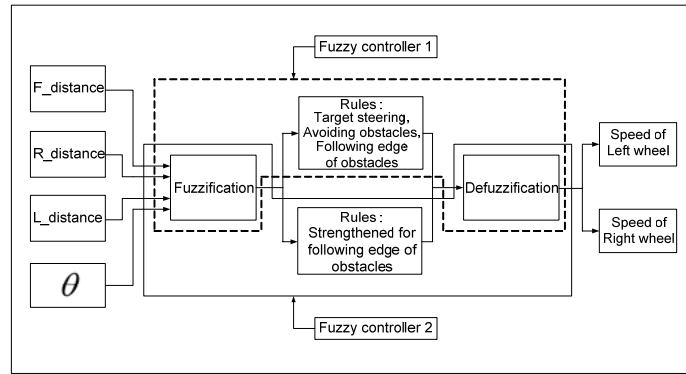 Fuzzy controller 1
F_distance
R_distance
L_distance
θ
Fuzzification
Rules :
Target steering,
Avoiding obstacles,
Following edge
of obstacles
Rules :
Strengthened for
following edge of
obstacles
Defuzzification
Speed of
Left wheel
Speed of
Right wheel
Fuzzy controller 2